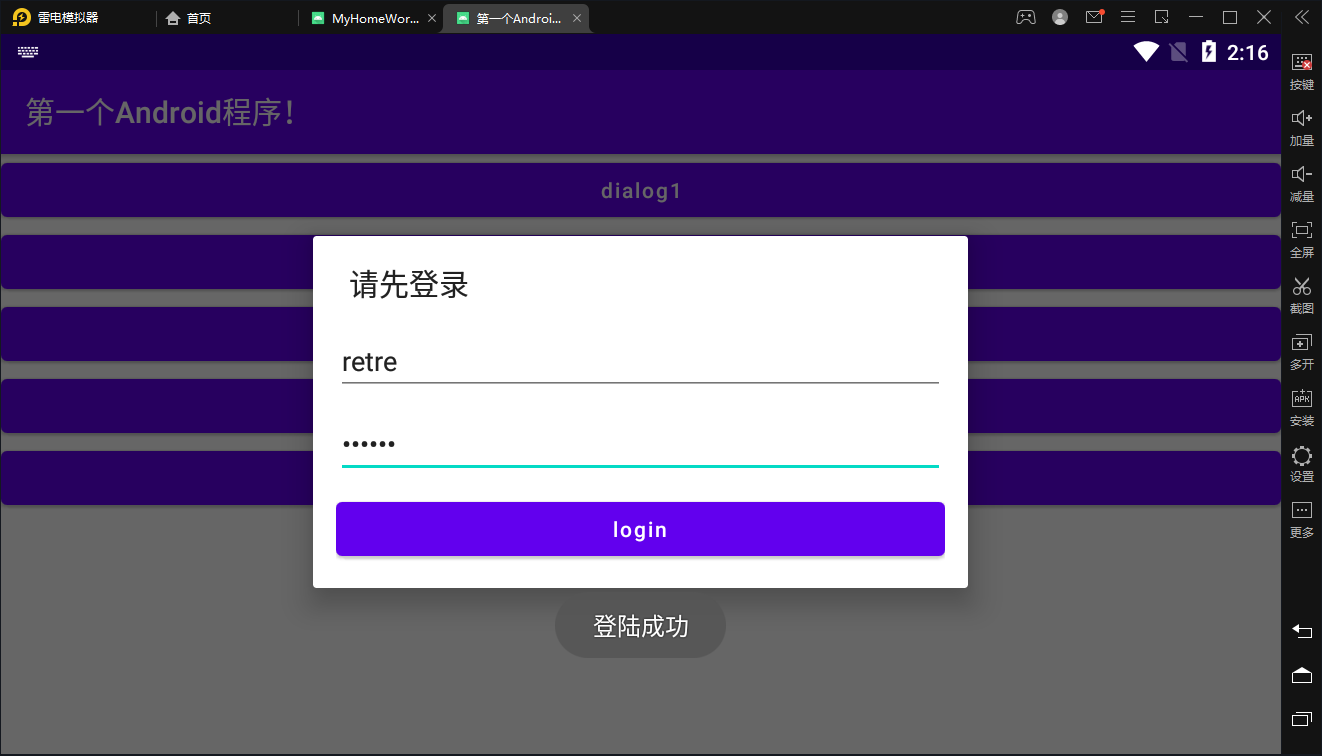 雷电模拟器
首页
MyHomeWor...
第一个Androi...
2:16
第一个Android程序！
dialog1
请先登录
retre
••••••
login
登陆成功
按键
加量
减量
全屏
截图
多开
APK
安装
设置
更多